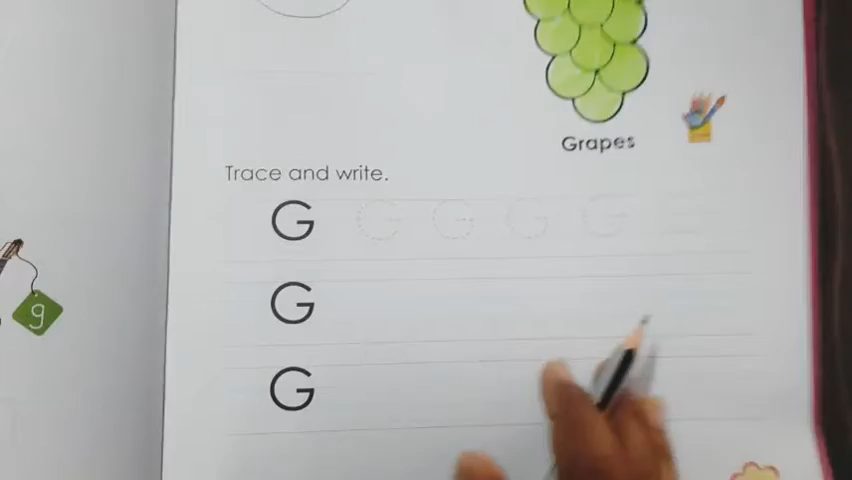 Grapes
Trace and write.
G G G G G
g
G
G